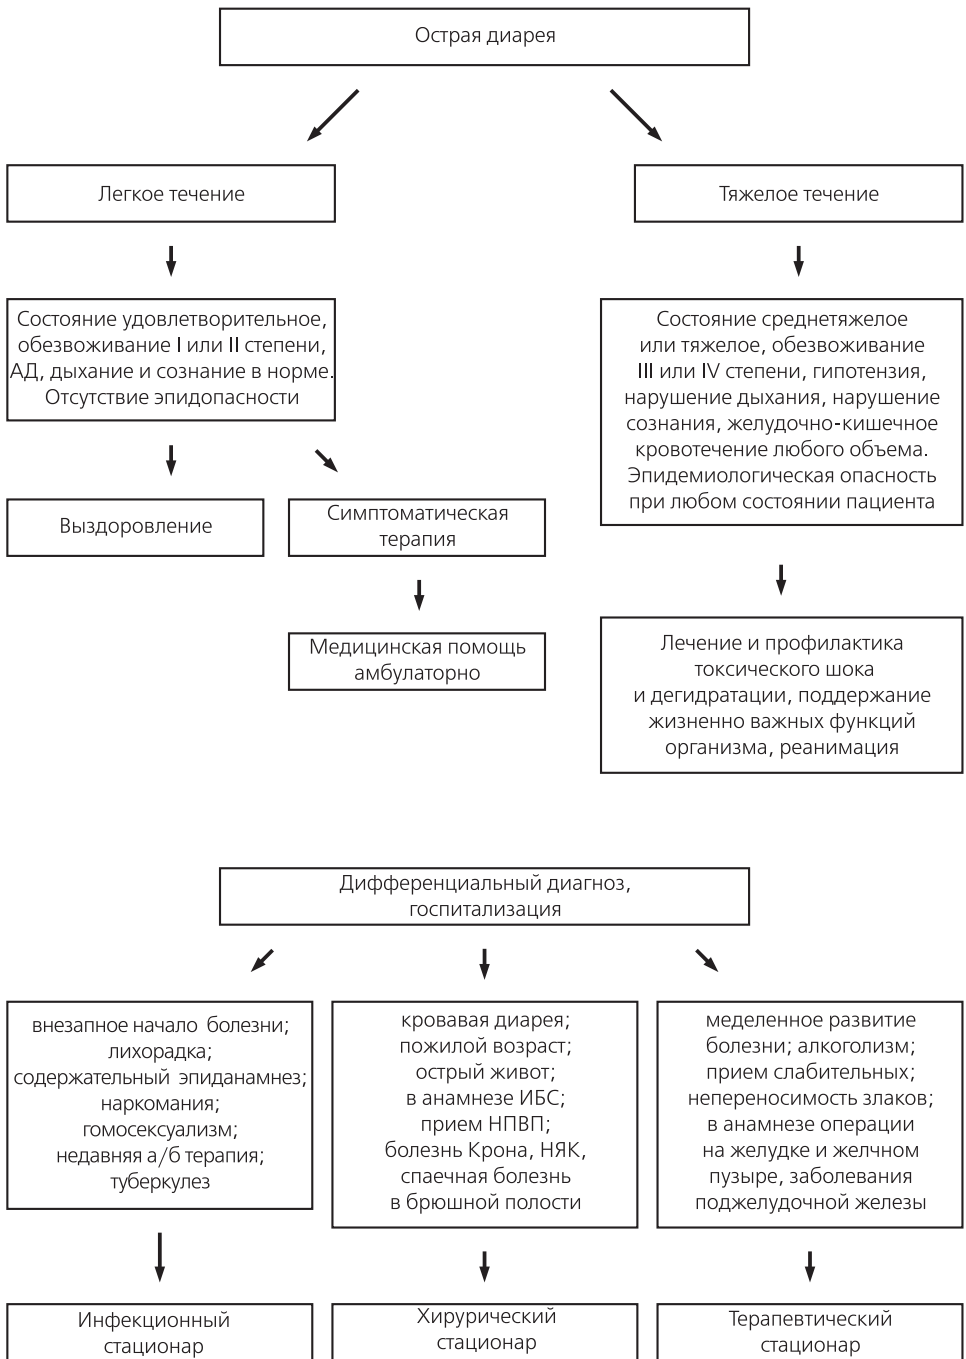 Острая диарея
Легкое течение
Тяжелое течение
Состояние удовлетворительное,
обезвоживание I или II степени,
АД, дыхание и сознание в норме.
Отсутствие эпидопасности
Состояние среднетяжелое
или тяжелое, обезвоживание
III или IV степени, гипотензия,
нарушение дыхания, нарушение
сознания, желудочно-кишечное
кровотечение любого объема.
Эпидемиологическая опасность
при любом состоянии пациента
Выздоровление
Симптоматическая
терапия
Медицинская помощь
амбулаторно
Лечение и профилактика
токсического шока
и дегидратации, поддержание
жизненно важных функций
организма, реанимация
Дифференциальный диагноз,
госпитализация
внезапное начало болезни;
лихорадка;
содержательный эпиданамнез;
наркомания;
гомосексуализм;
недавняя а/б терапия;
туберкулез
кровавая диарея;
пожилой возраст;
острый живот;
в анамнезе ИБС;
прием НПВП;
болезнь Крона, НЯК,
спаечная болезнь
в брюшной полости
меделенное развитие
болезни; алкоголизм;
прием слабительных;
непереносимость злаков;
в анамнезе операции
на желудке и желчном
пузыре, заболевания
поджелудочной железы
Инфекционный
стационар
Хирурический
стационар
Терапевтический
стационар